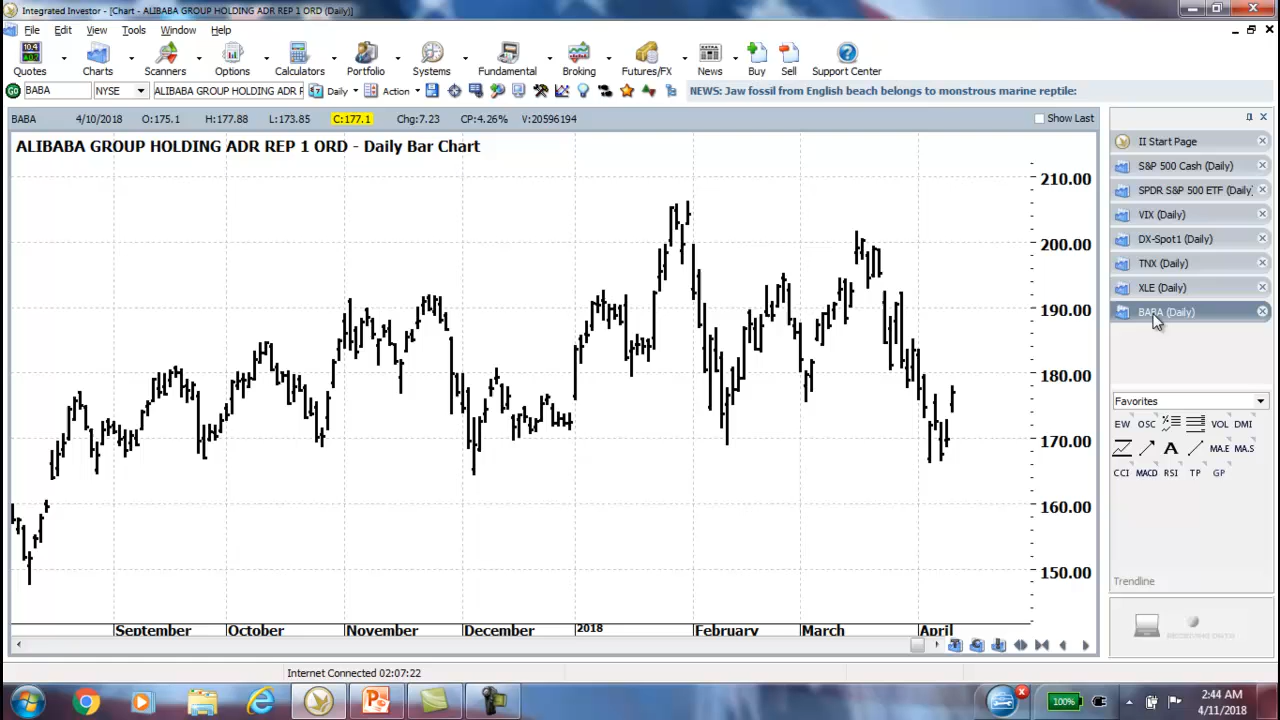 Integrated Investor - [Chart - ALIBABA GROUP HOLDING ADR REP 1 ORD (Daily)]
File Edit View Tools Window Help
10.4
Quotes Charts Scanners Options Calculators Portfolio Systems Fundamental Broking Futures/FX News Buy Sell Support Center
Go BABA NYSE ALIBABA GROUP HOLDING ADR F Daily Action NEWS: Jaw fossil from English beach belongs to monstrous marine reptile:
BABA 4/10/2018 O:175.1 H:177.88 L:173.85 C:177.1 Chg:7.23 CP:4.26% V:20596194 Show Last
ALIBABA GROUP HOLDING ADR REP 1 ORD - Daily Bar Chart
210.00
200.00
190.00
180.00
170.00
160.00
150.00
September October November December 2018 February March April
II Start Page
S&P 500 Cash (Daily)
SPDR S&P 500 ETF (Daily)
VIX (Daily)
DX-Spot1 (Daily)
TNX (Daily)
XLE (Daily)
BABA (Daily)
Favorites
EW OSC VOL DMI
A MA.E MA.S
CCI MACD RSI TP GP
Trendline
RECEIVING DATA
Internet Connected 02:07:22
100%
2:44 AM
4/11/2018